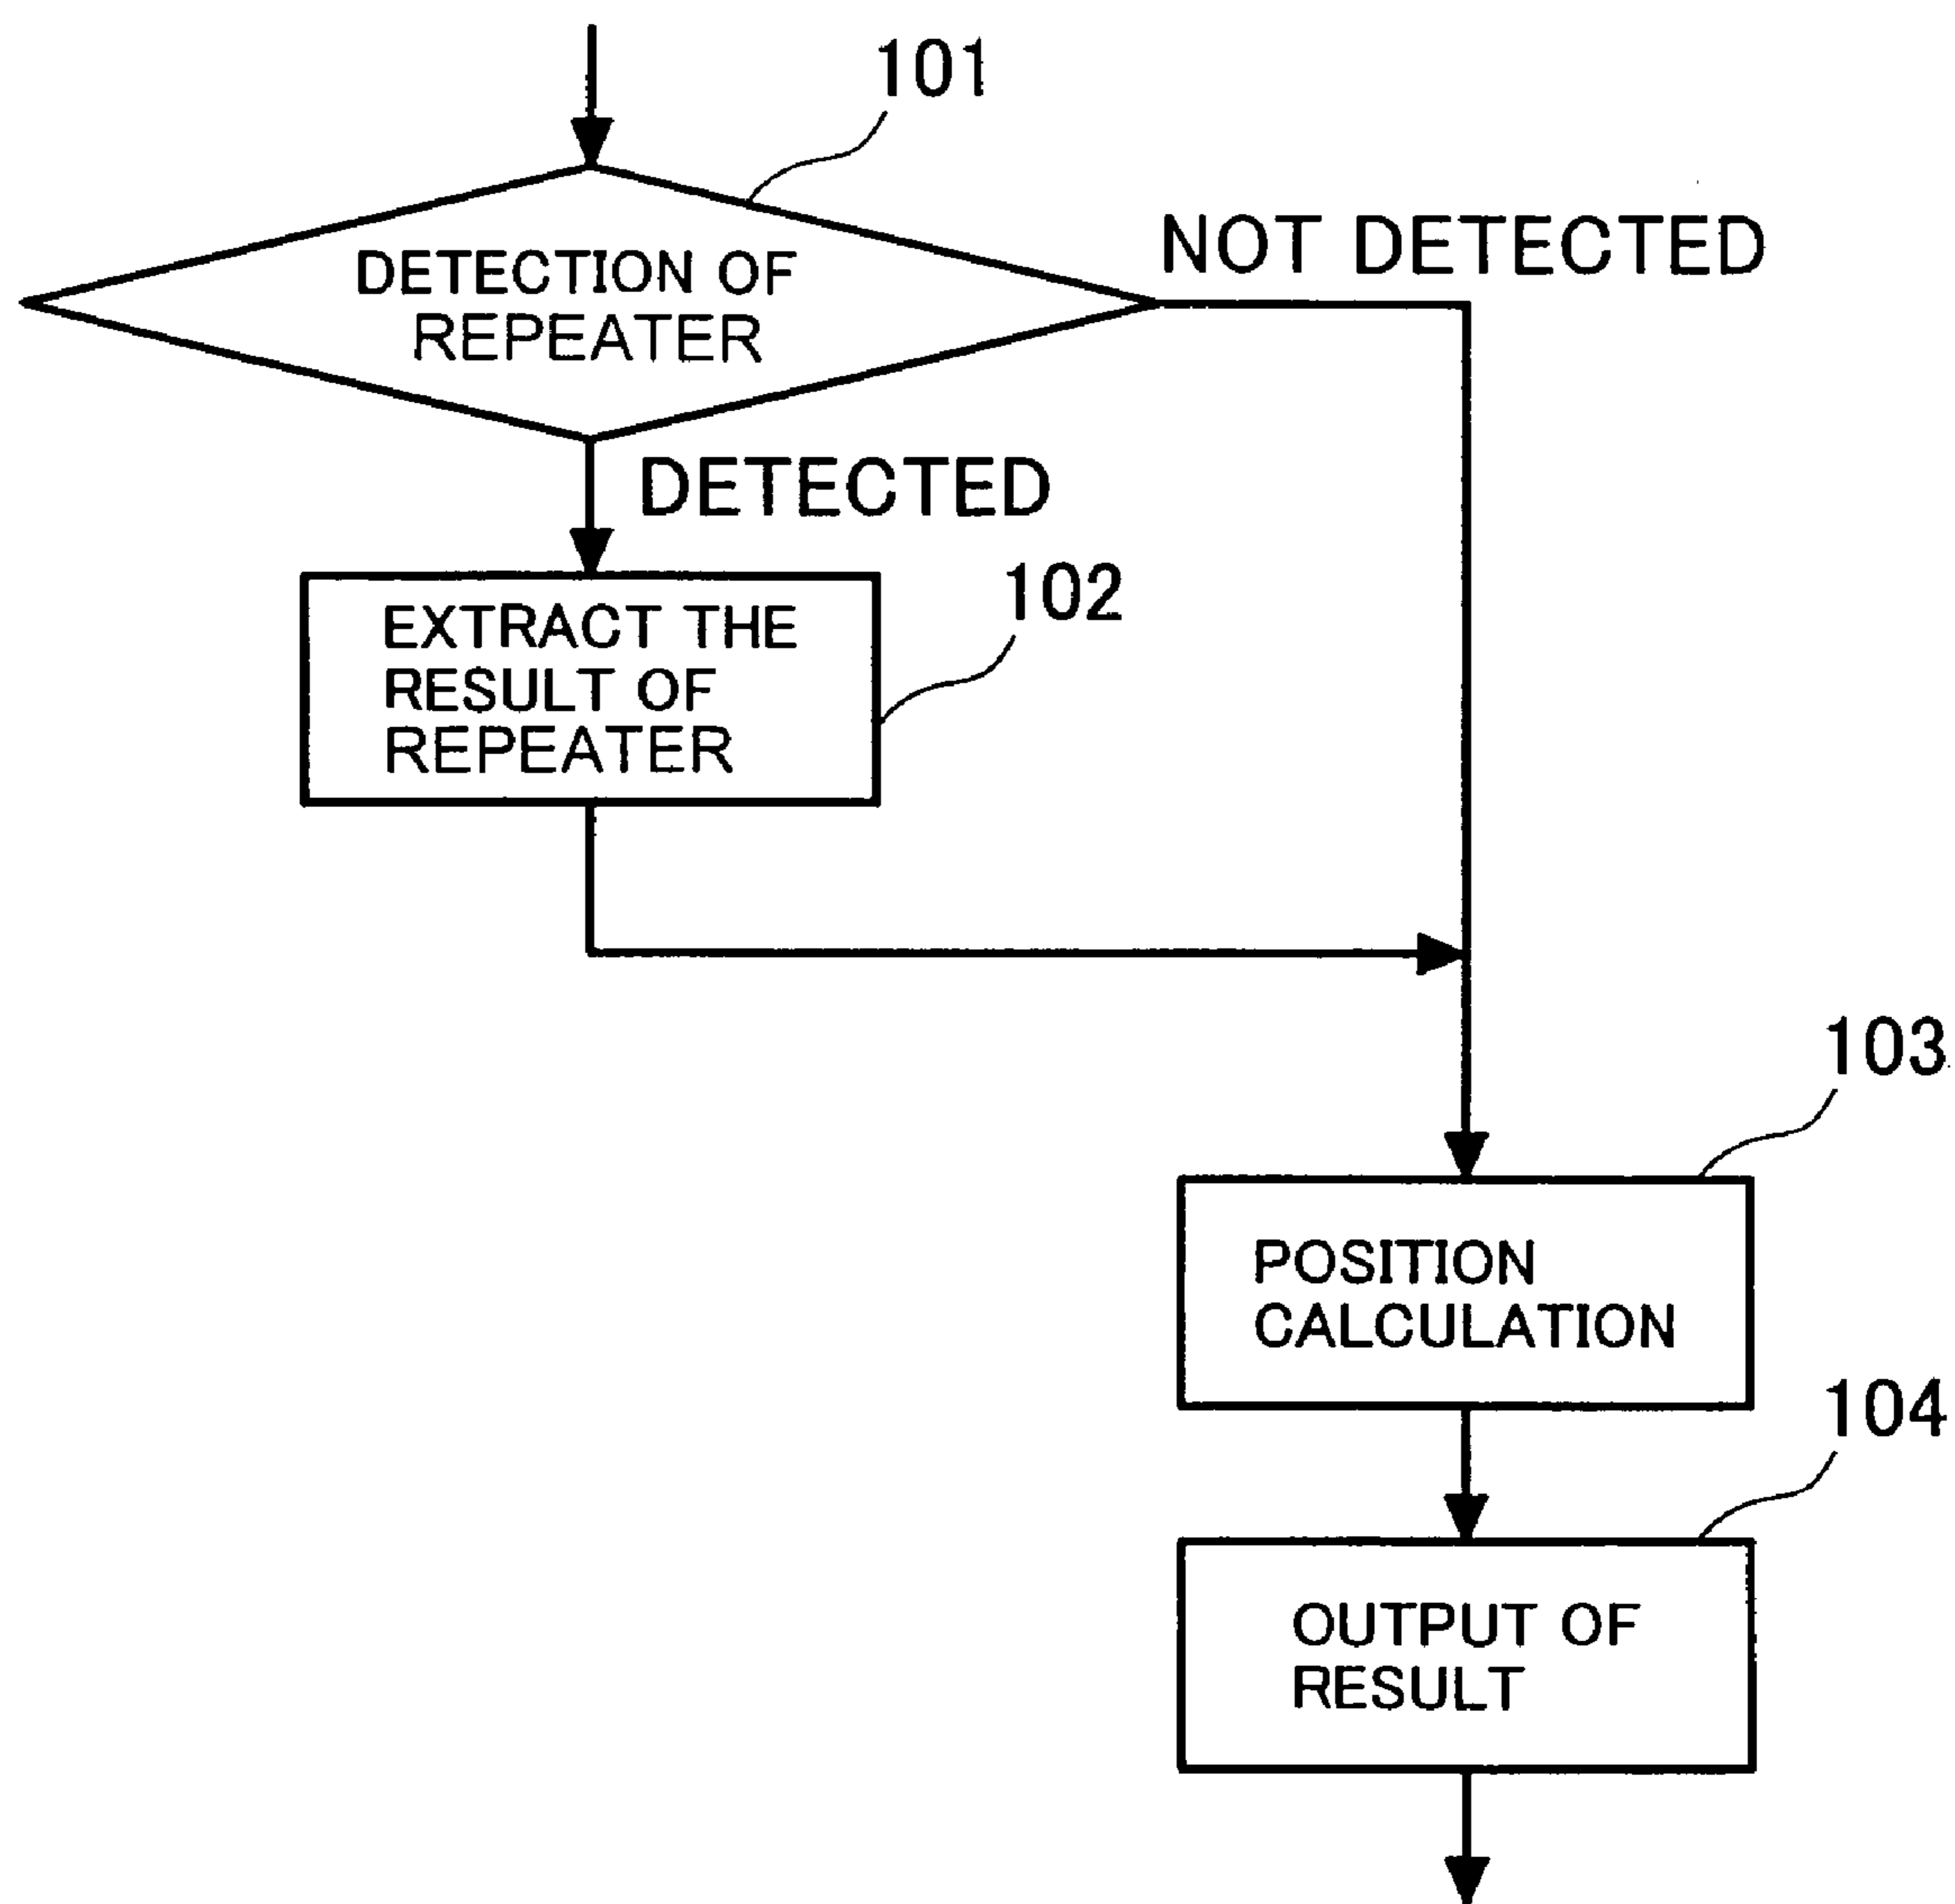 101
DETECTION OF
REPEATER
NOT DETECTED
DETECTED
102
EXTRACT THE
RESULT OF
REPEATER
103
POSITION
CALCULATION
104
OUTPUT OF
RESULT